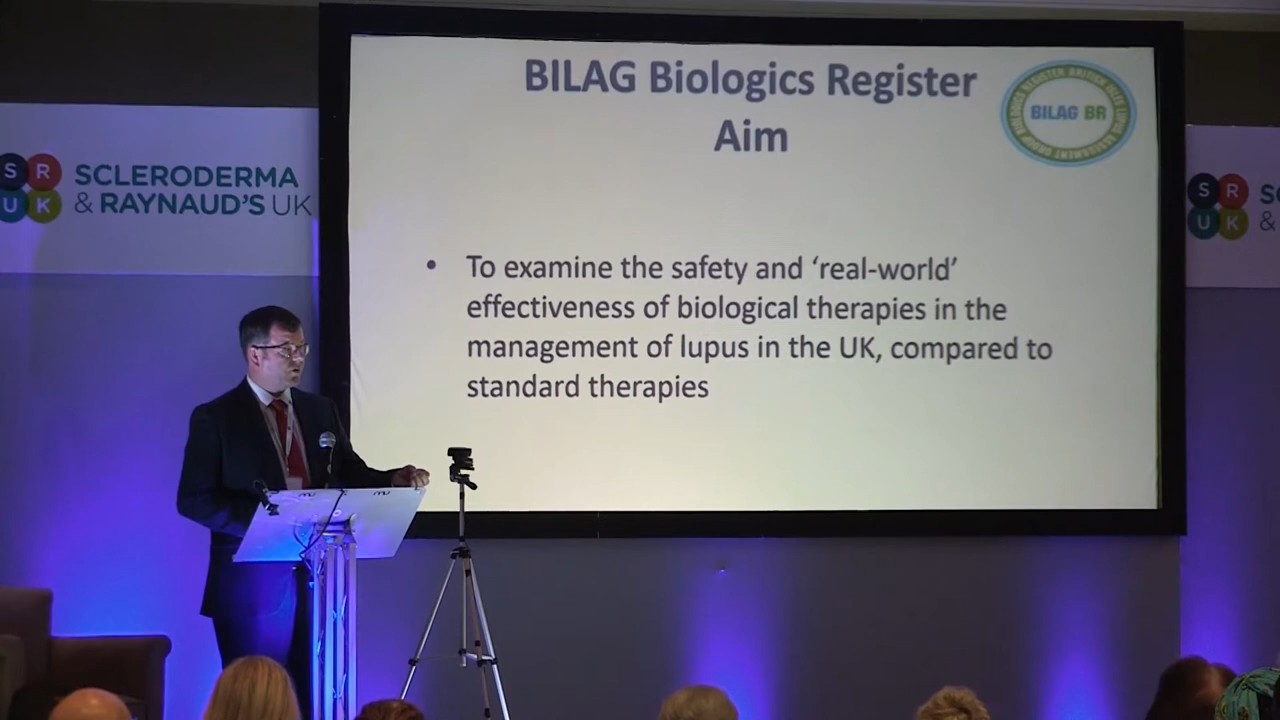 BILAG Biologics Register
Aim
BILAG BR
• To examine the safety and ‘real-world’
effectiveness of biological therapies in the
management of lupus in the UK, compared to
standard therapies
S R
U K
SCLERODERMA
& RAYNAUD'S UK
S R
U K
SC
&